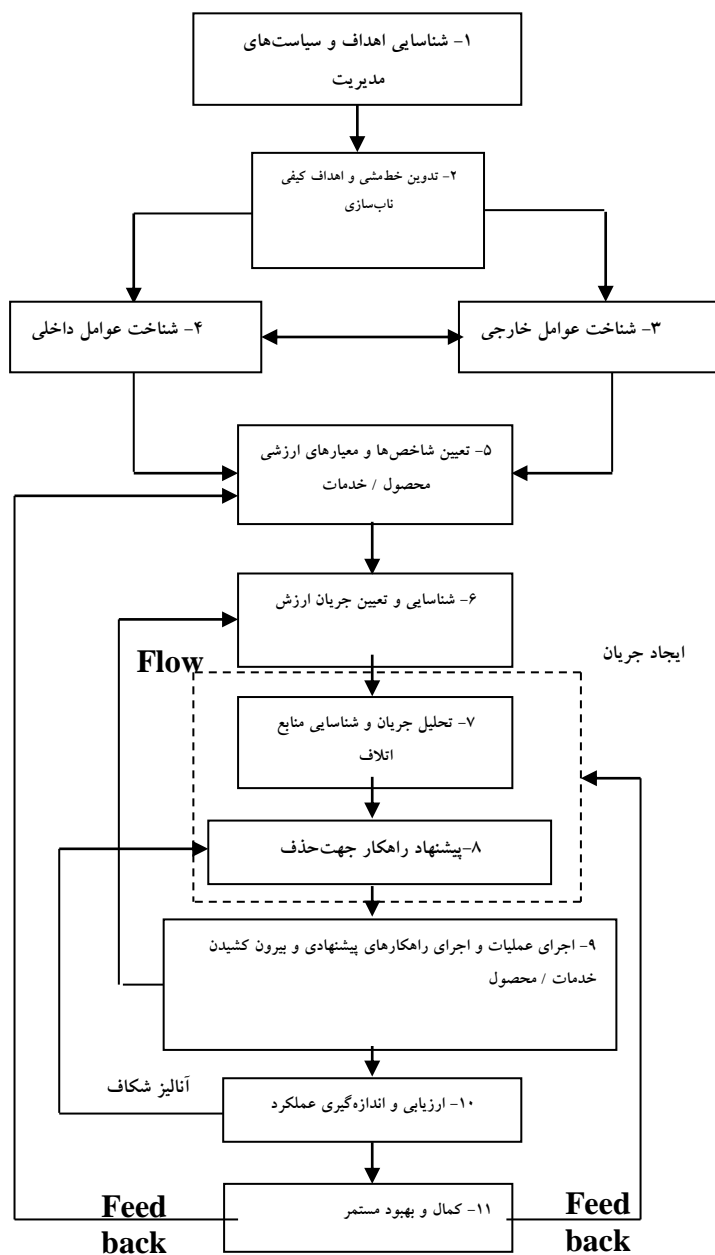 ۱- شناسایی اهداف و سیاست‌های
مدیریت
۲- تدوین خط‌مشی و اهداف کیفی
ناب‌سازی
۳- شناخت عوامل خارجی
۴- شناخت عوامل داخلی
۵- تعیین شاخص‌ها و معیارهای ارزشی
محصول / خدمات
۶- شناسایی و تعیین جریان ارزش
ایجاد جریان
Flow
۷- تحلیل جریان و شناسایی منابع
اتلاف
۸-پیشنهاد راهکار جهت‌حذف
۹- اجرای عملیات و اجرای راهکارهای پیشنهادی و بیرون کشیدن
خدمات / محصول
آنالیز شکاف
۱۰- ارزیابی و اندازه‌گیری عملکرد
۱۱- کمال و بهبود مستمر
Feed
back
Feed
back